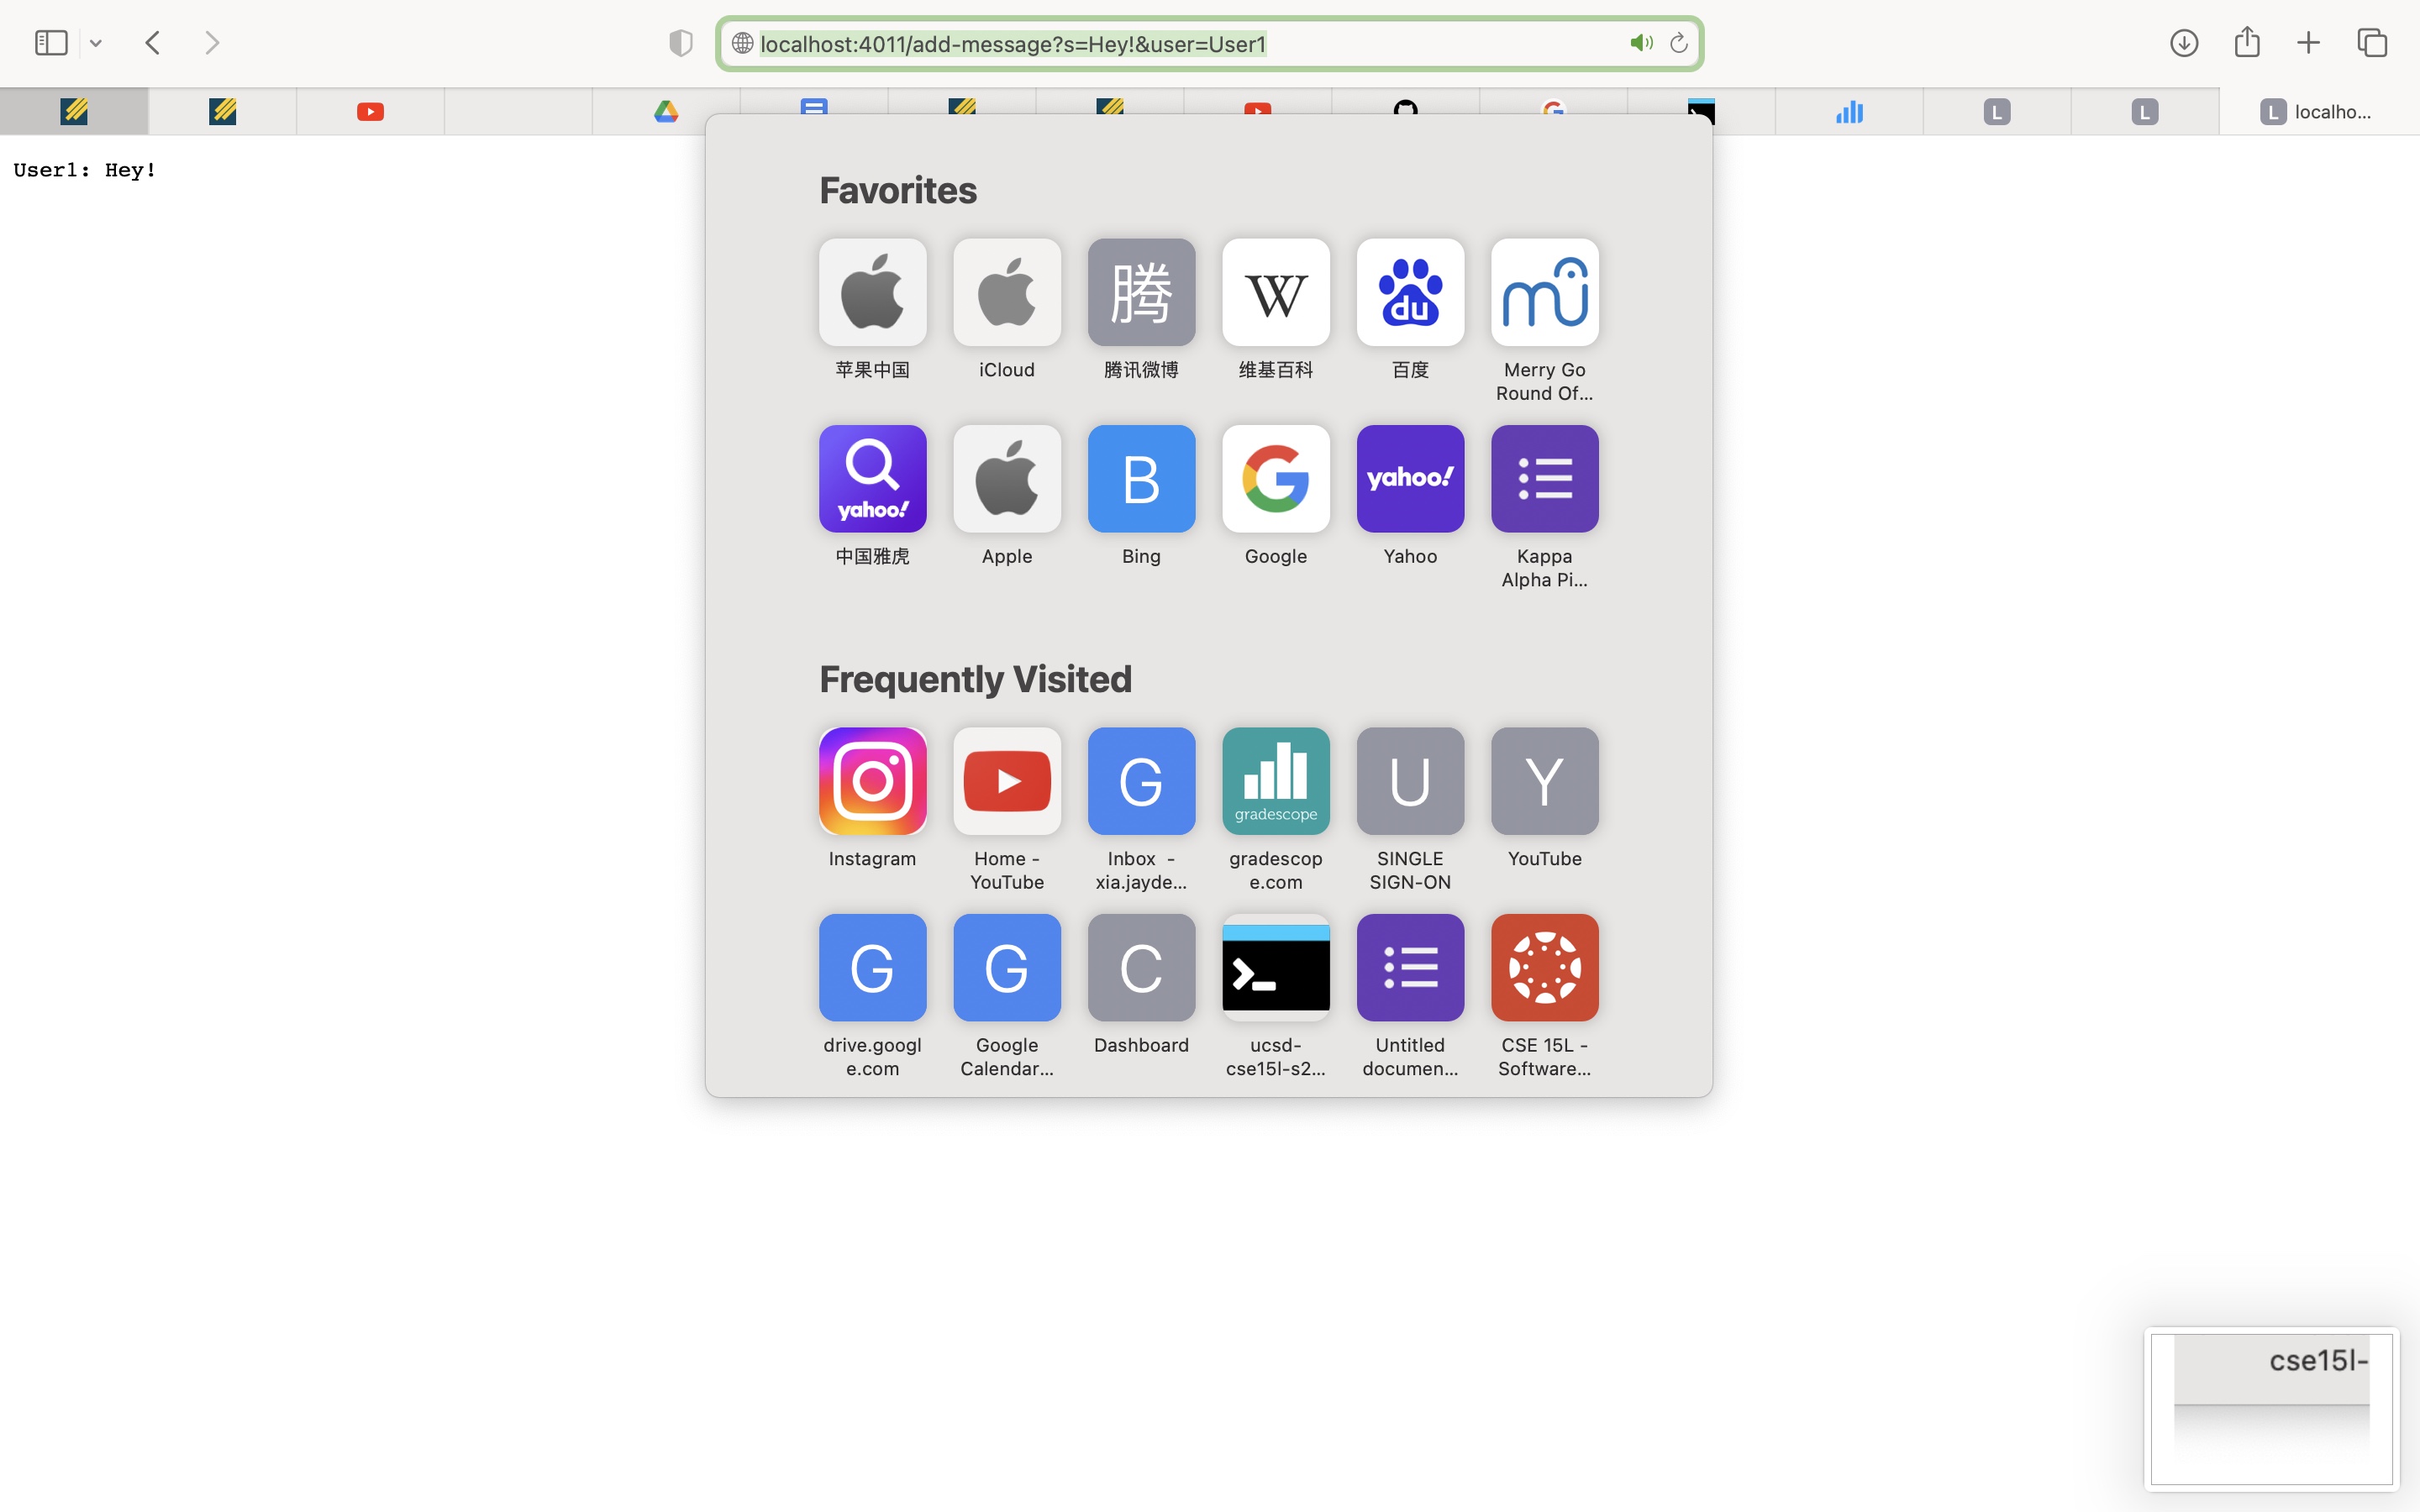 localhost:4011/add-message?s=Hey!&user=User1
L
L
L localho...
User1: Hey!
Favorites
腾
W
du
mu
苹果中国
iCloud
腾讯微博
维基百科
百度
Merry Go
Round Of...
yahoo!
B
G
yahoo!
中国雅虎
Apple
Bing
Google
Yahoo
Kappa
Alpha Pi...
Frequently Visited
G
gradescope
U
Y
Instagram
Home -
YouTube
Inbox -
xia.jayde...
gradescop
e.com
SINGLE
SIGN-ON
YouTube
G
G
C
drive.googl
e.com
Google
Calendar...
Dashboard
ucsd-
cse15l-s2...
Untitled
documen...
CSE 15L -
Software...
cse15l-